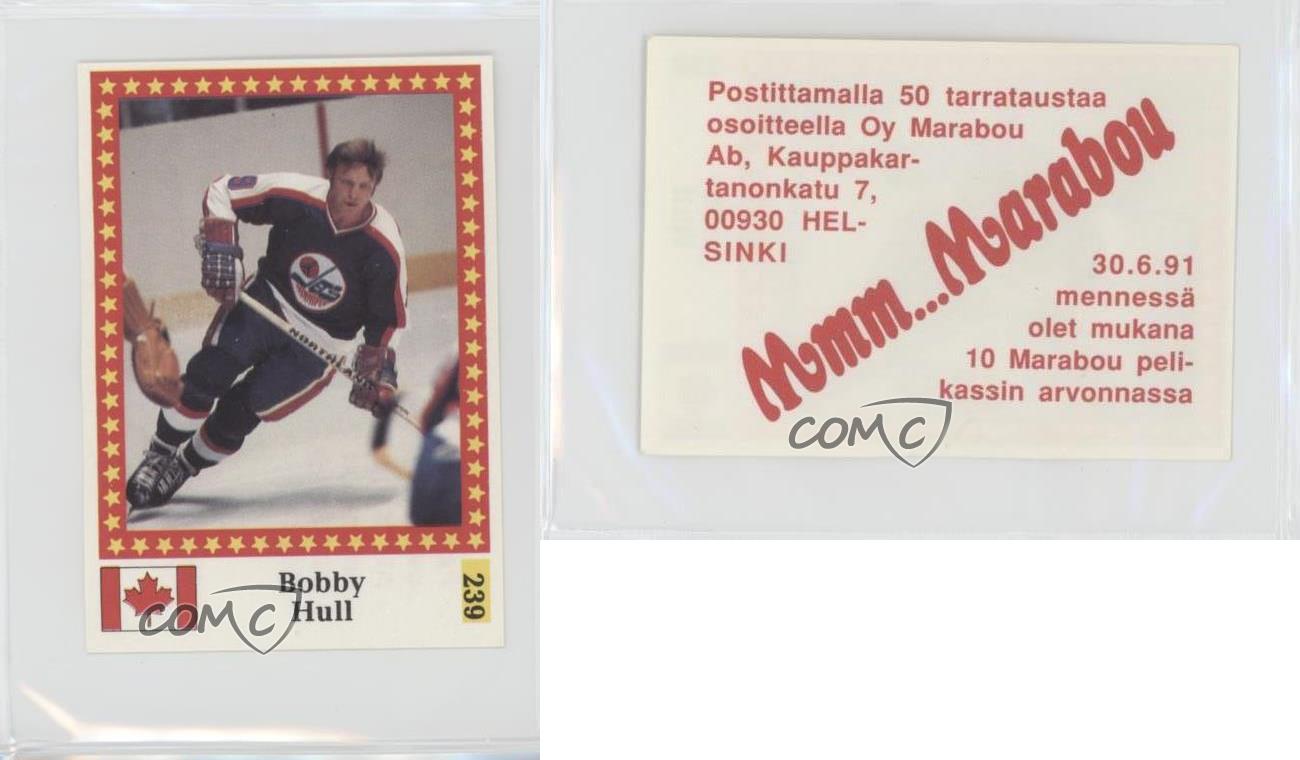 NORTH
Bobby
Hull
239
COMC
Postittamalla 50 tarrataustaa
osoitteella Oy Marabou
Ab, Kauppakar-
tanonkatu 7,
00930 HEL-
SINKI
Mmm...Marabou
30.6.91
mennessä
olet mukana
10 Marabou peli-
kassin arvonnassa
COMC